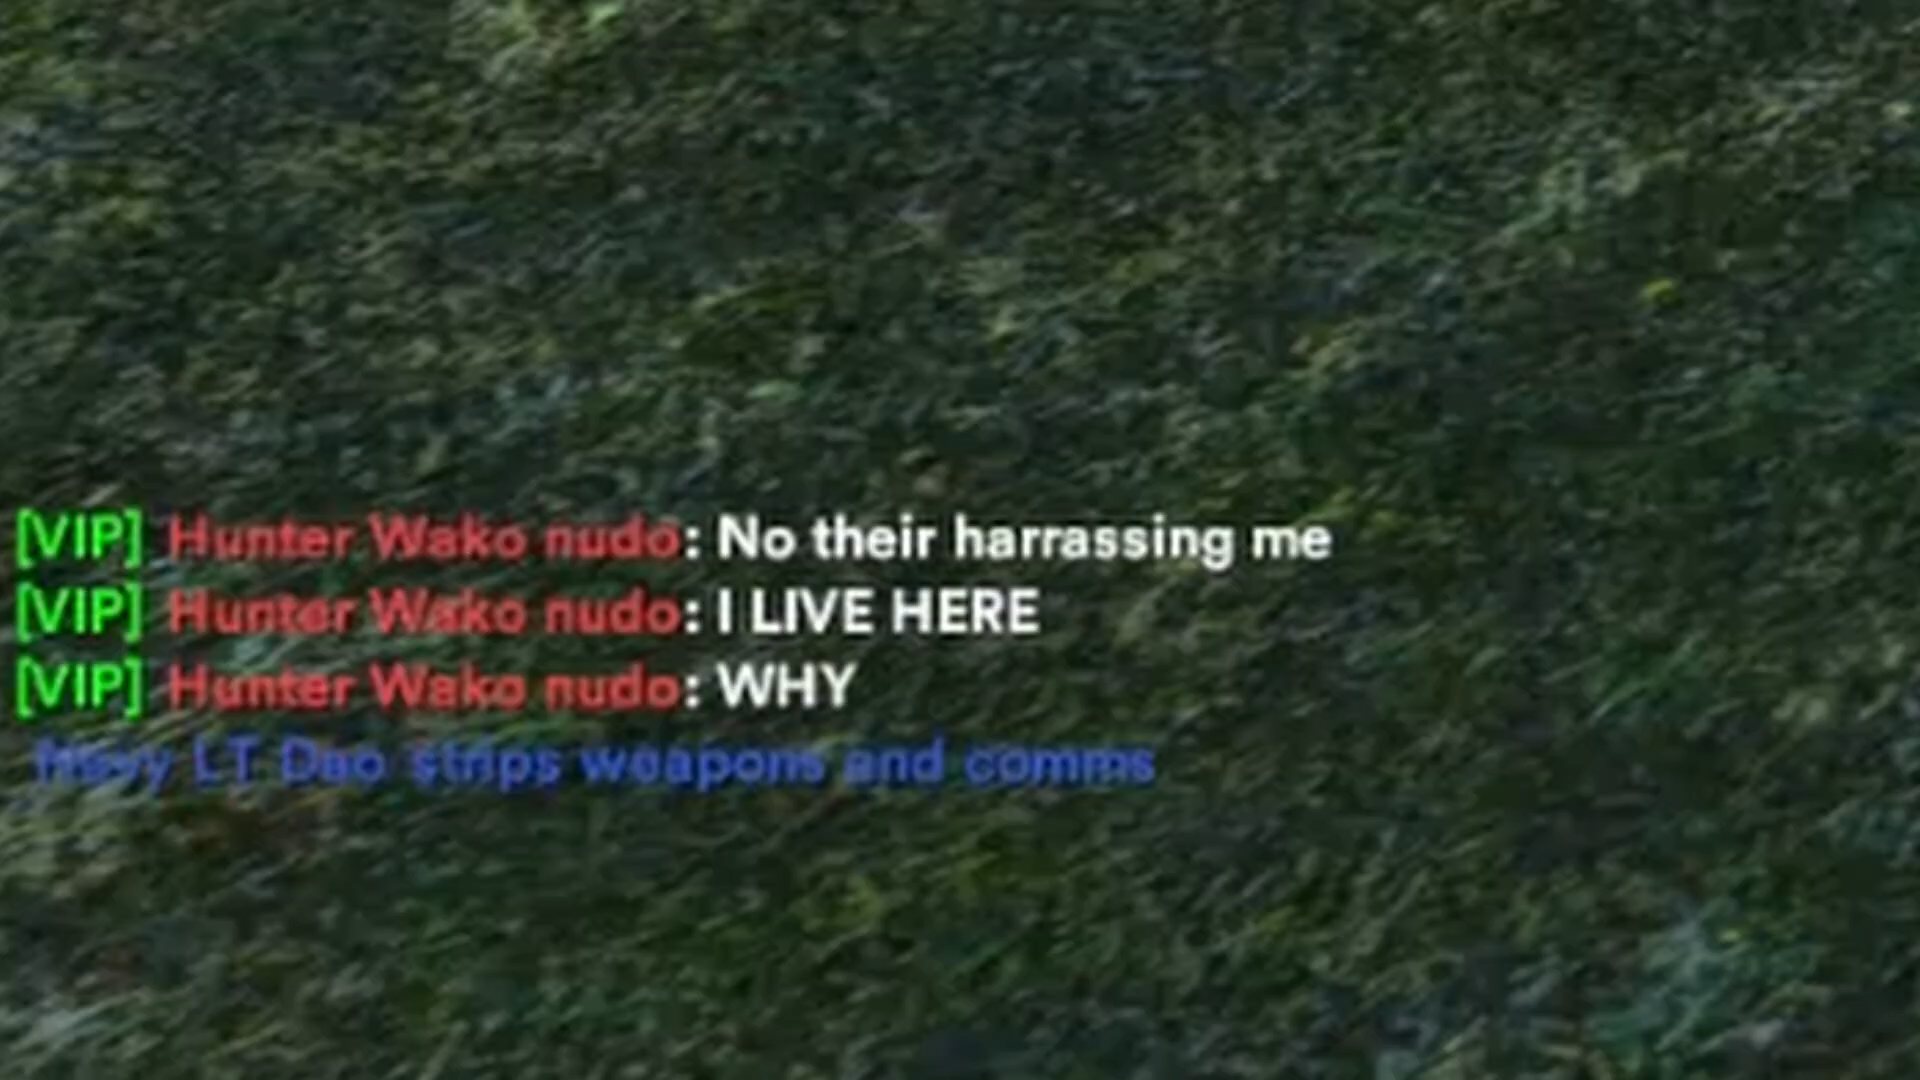 [VIP] Hunter Wako nudo: No their harrassing me
[VIP] Hunter Wako nudo: I LIVE HERE
[VIP] Hunter Wako nudo: WHY
Navy LT Dao strips weapons and comms